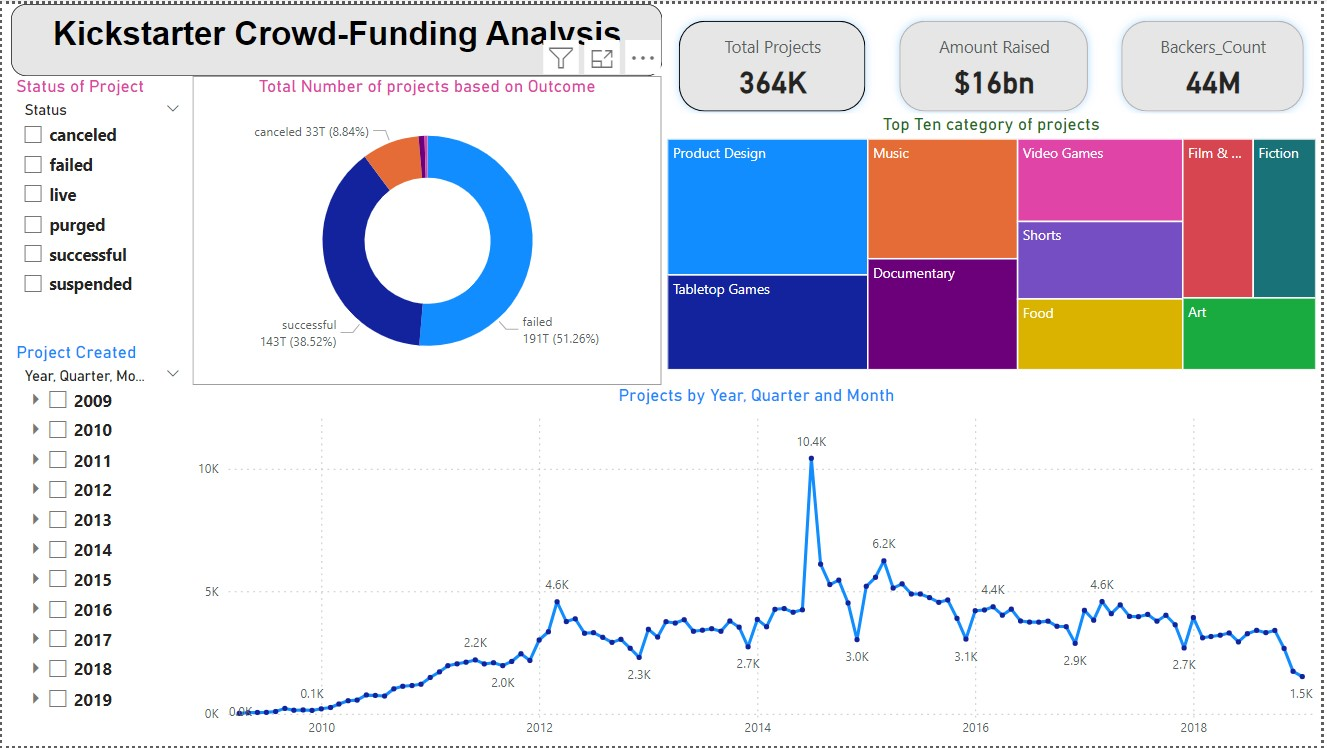 Kickstarter Crowd-Funding Analysis
Total Projects
364K
Amount Raised
$16bn
Backers_Count
44M
Status of Project
Status
canceled
failed
live
purged
successful
suspended
Total Number of projects based on Outcome
canceled 33T (8.84%)
successful
143T (38.52%)
failed
191T (51.26%)
Top Ten category of projects
Product Design
Tabletop Games
Music
Documentary
Video Games
Shorts
Food
Film & ...
Fiction
Art
Project Created
Year, Quarter, Mo...
2009
2010
2011
2012
2013
2014
2015
2016
2017
2018
2019
Projects by Year, Quarter and Month
10K
5K
0K
0.0K
0.1K
2.2K
2.0K
4.6K
2.3K
2.7K
10.4K
3.0K
6.2K
3.1K
4.4K
2.9K
4.6K
2.7K
1.5K
2010
2012
2014
2016
2018